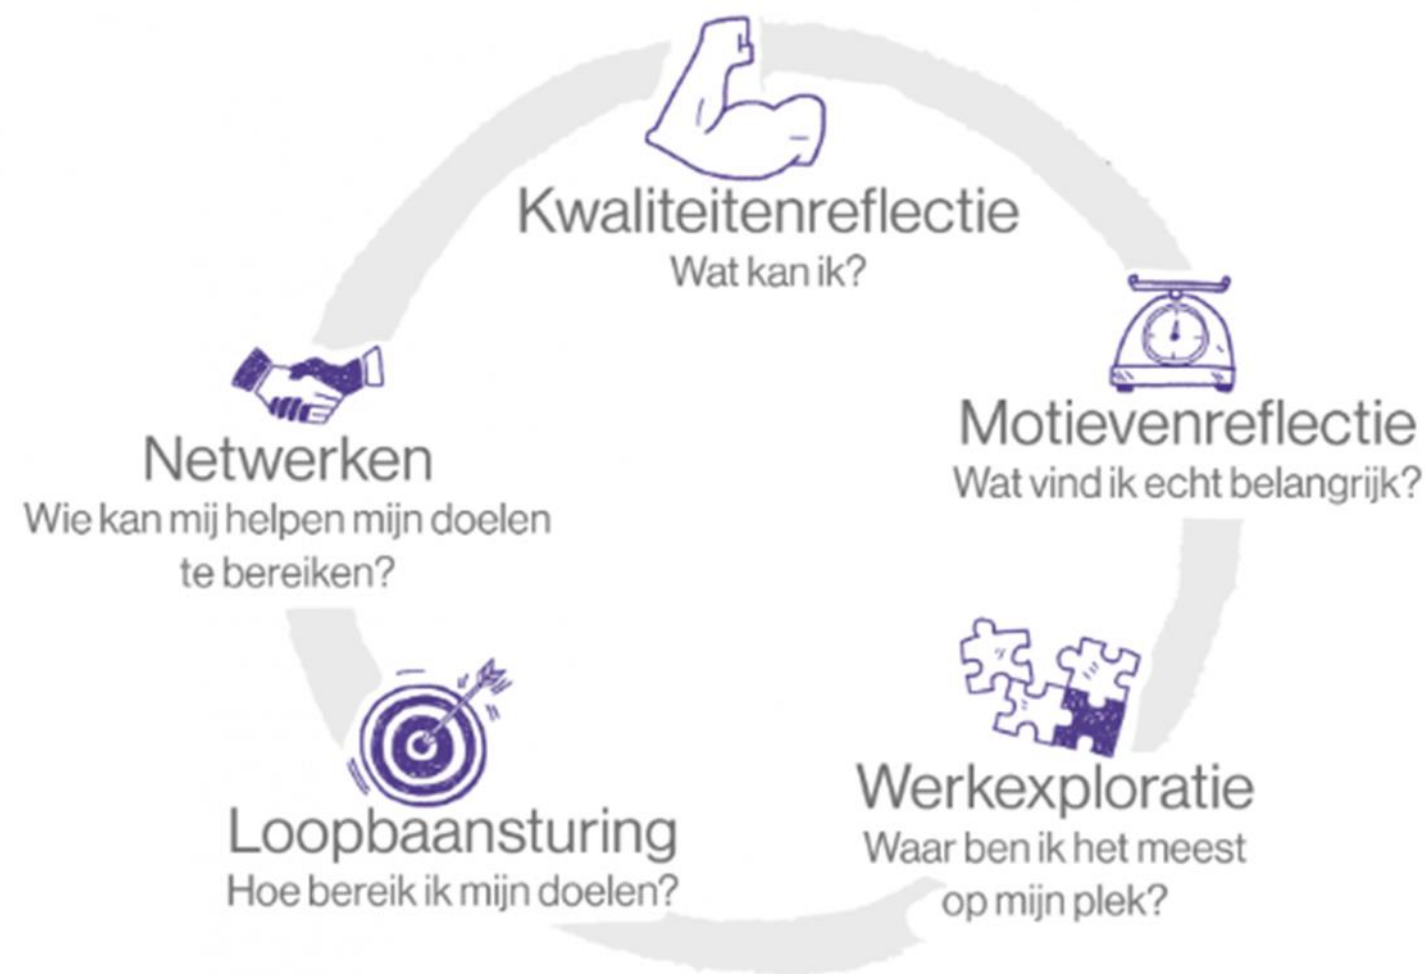 Kwaliteitenreflectie
Wat kan ik?
Motievenreflectie
Wat vind ik echt belangrijk?
Werkexploratie
Waar ben ik het meest
op mijn plek?
Loopbaansturing
Hoe bereik ik mijn doelen?
Netwerken
Wie kan mij helpen mijn doelen
te bereiken?